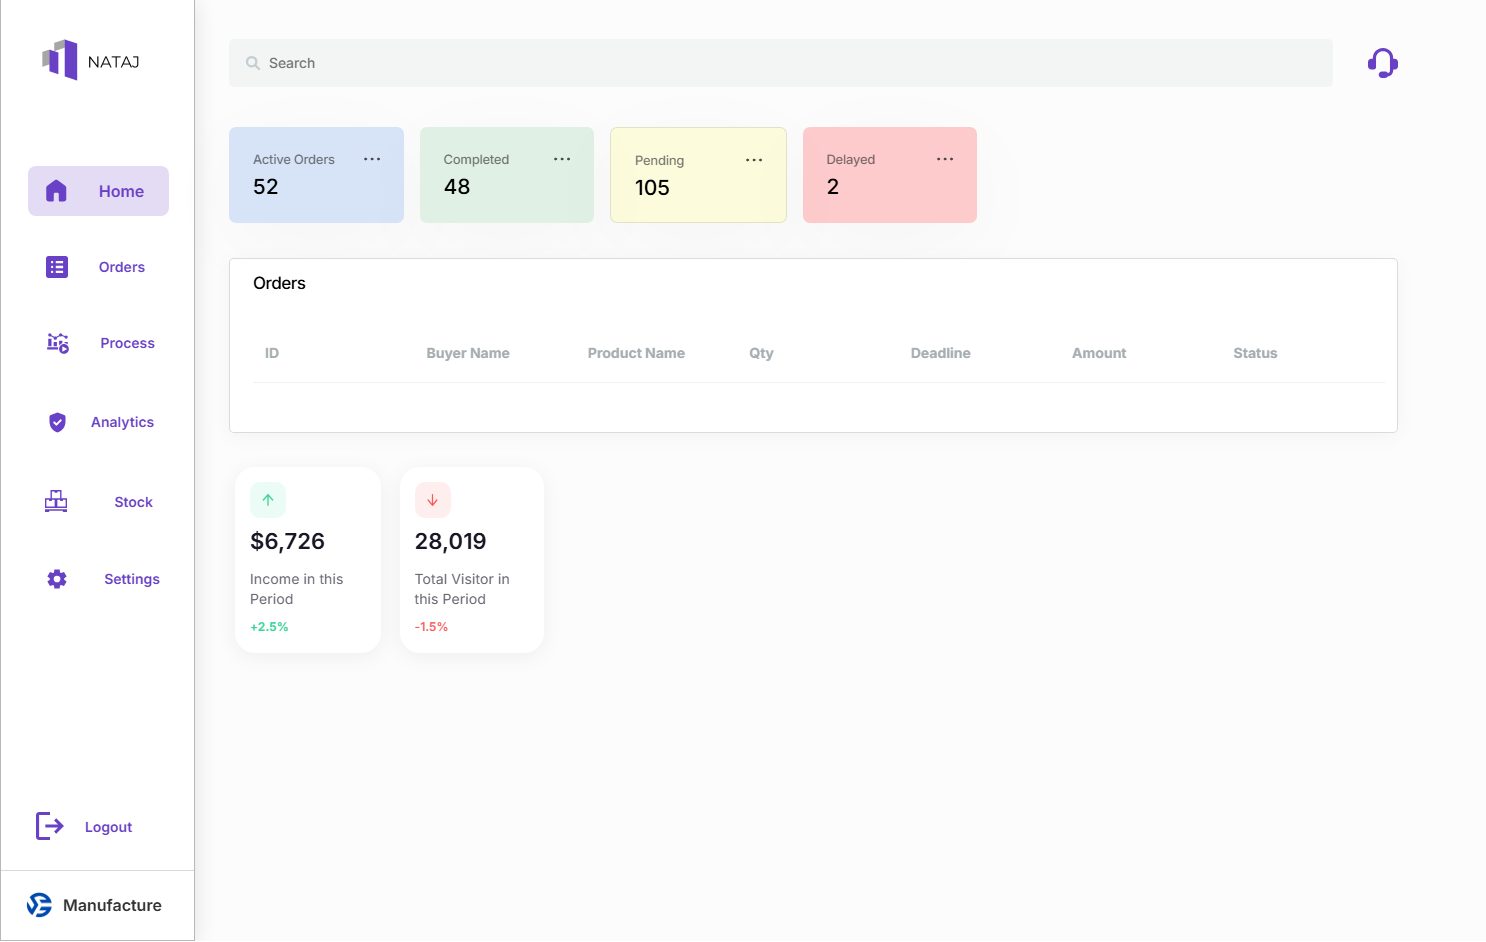 NATAJ
Search
Home
Orders
Process
Analytics
Stock
Settings
Logout
Manufacture
Active Orders
52
Completed
48
Pending
105
Delayed
2
Orders
ID Buyer Name Product Name Qty Deadline Amount Status
$6,726
Income in this
Period
+2.5%
28,019
Total Visitor in
this Period
-1.5%